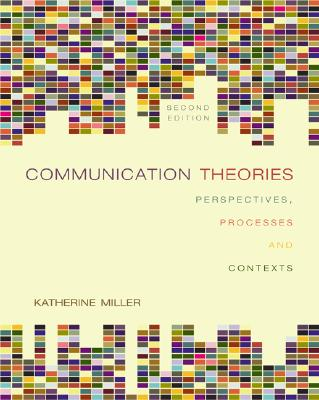 SECOND
EDITION
COMMUNICATION THEORIES
PERSPECTIVES,
PROCESSES
AND
CONTEXTS
KATHERINE MILLER